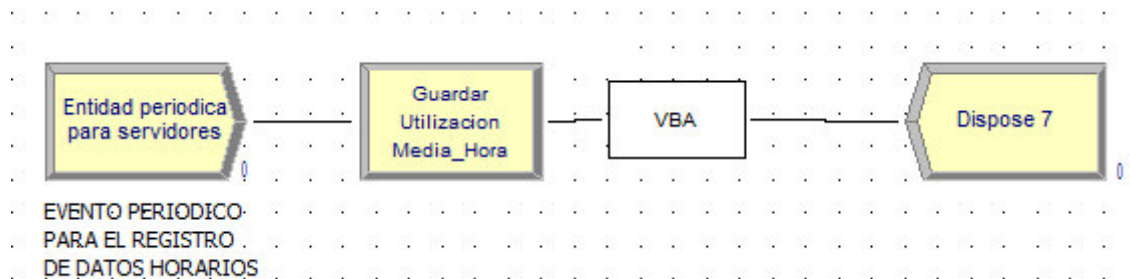 Entidad periodica
para servidores
0
Guardar
Utilizacion
Media_Hora
VBA
Dispose 7
0
EVENTO PERIODICO
PARA EL REGISTRO
DE DATOS HORARIOS